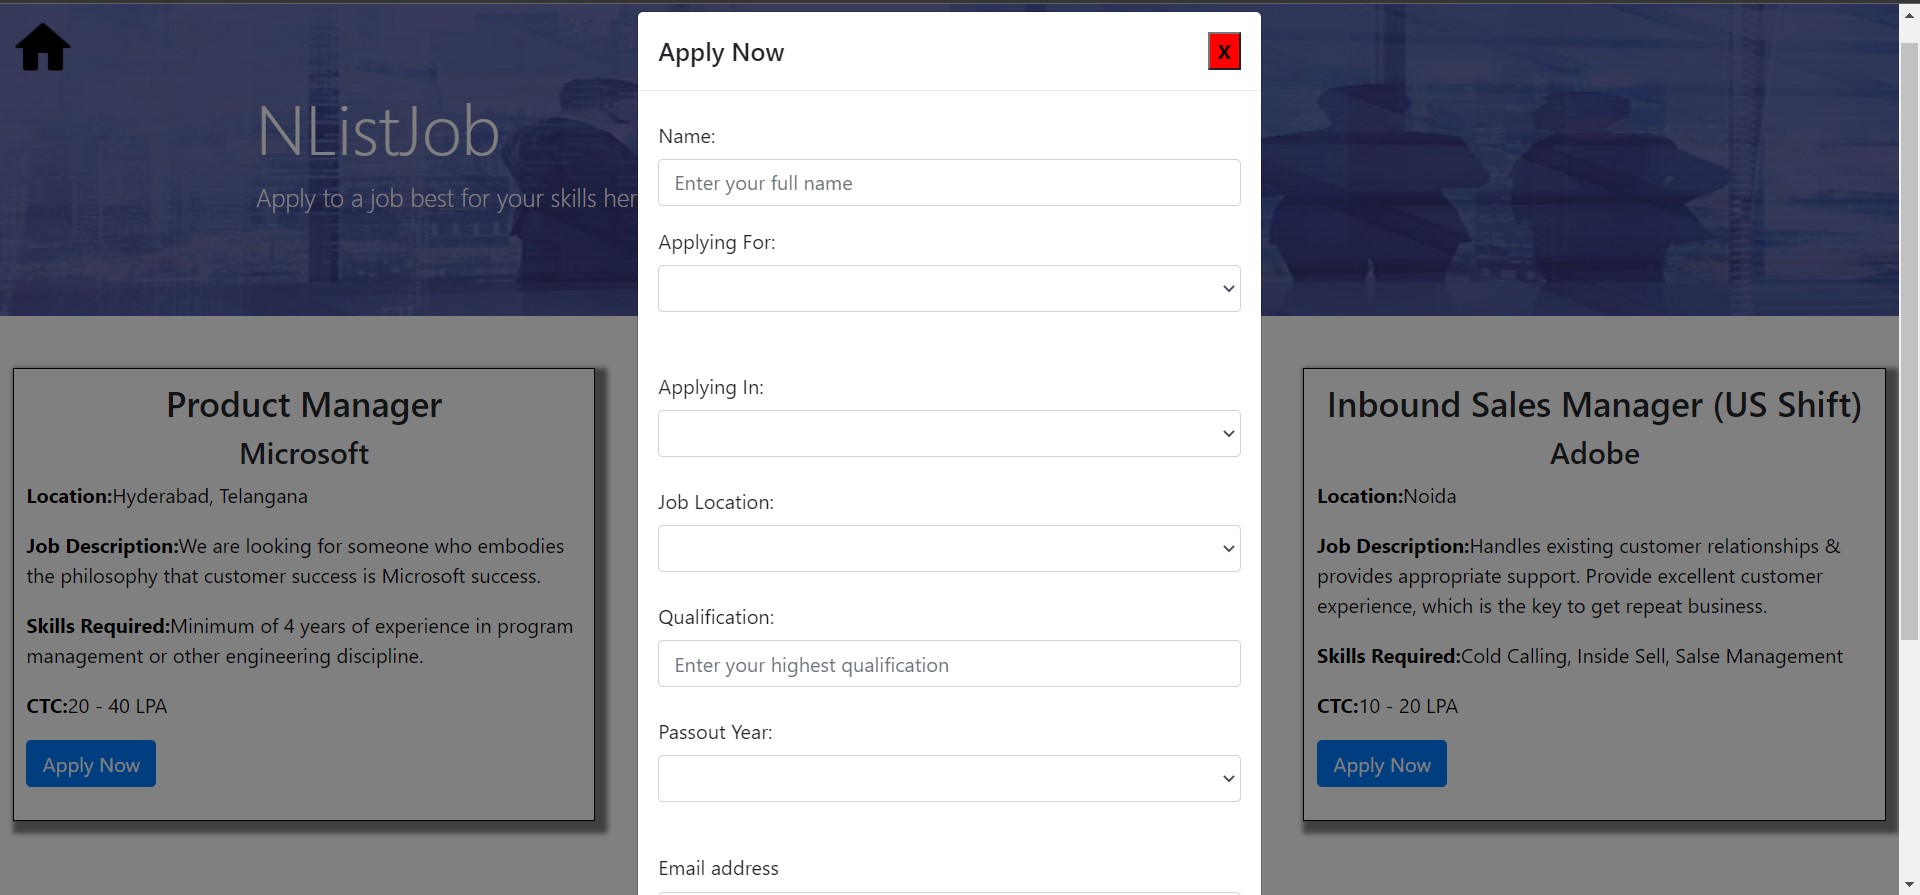 NListJob
Apply to a job best for your skills her
Product Manager
Microsoft
Location:Hyderabad, Telangana
Job Description:We are looking for someone who embodies
the philosophy that customer success is Microsoft success.
Skills Required:Minimum of 4 years of experience in program
management or other engineering discipline.
CTC:20 - 40 LPA
Apply Now
Apply Now
X
Name:
Enter your full name
Applying For:
Applying In:
Job Location:
Qualification:
Enter your highest qualification
Passout Year:
Email address
Inbound Sales Manager (US Shift)
Adobe
Location:Noida
Job Description:Handles existing customer relationships &
provides appropriate support. Provide excellent customer
experience, which is the key to get repeat business.
Skills Required:Cold Calling, Inside Sell, Salse Management
CTC:10 - 20 LPA
Apply Now